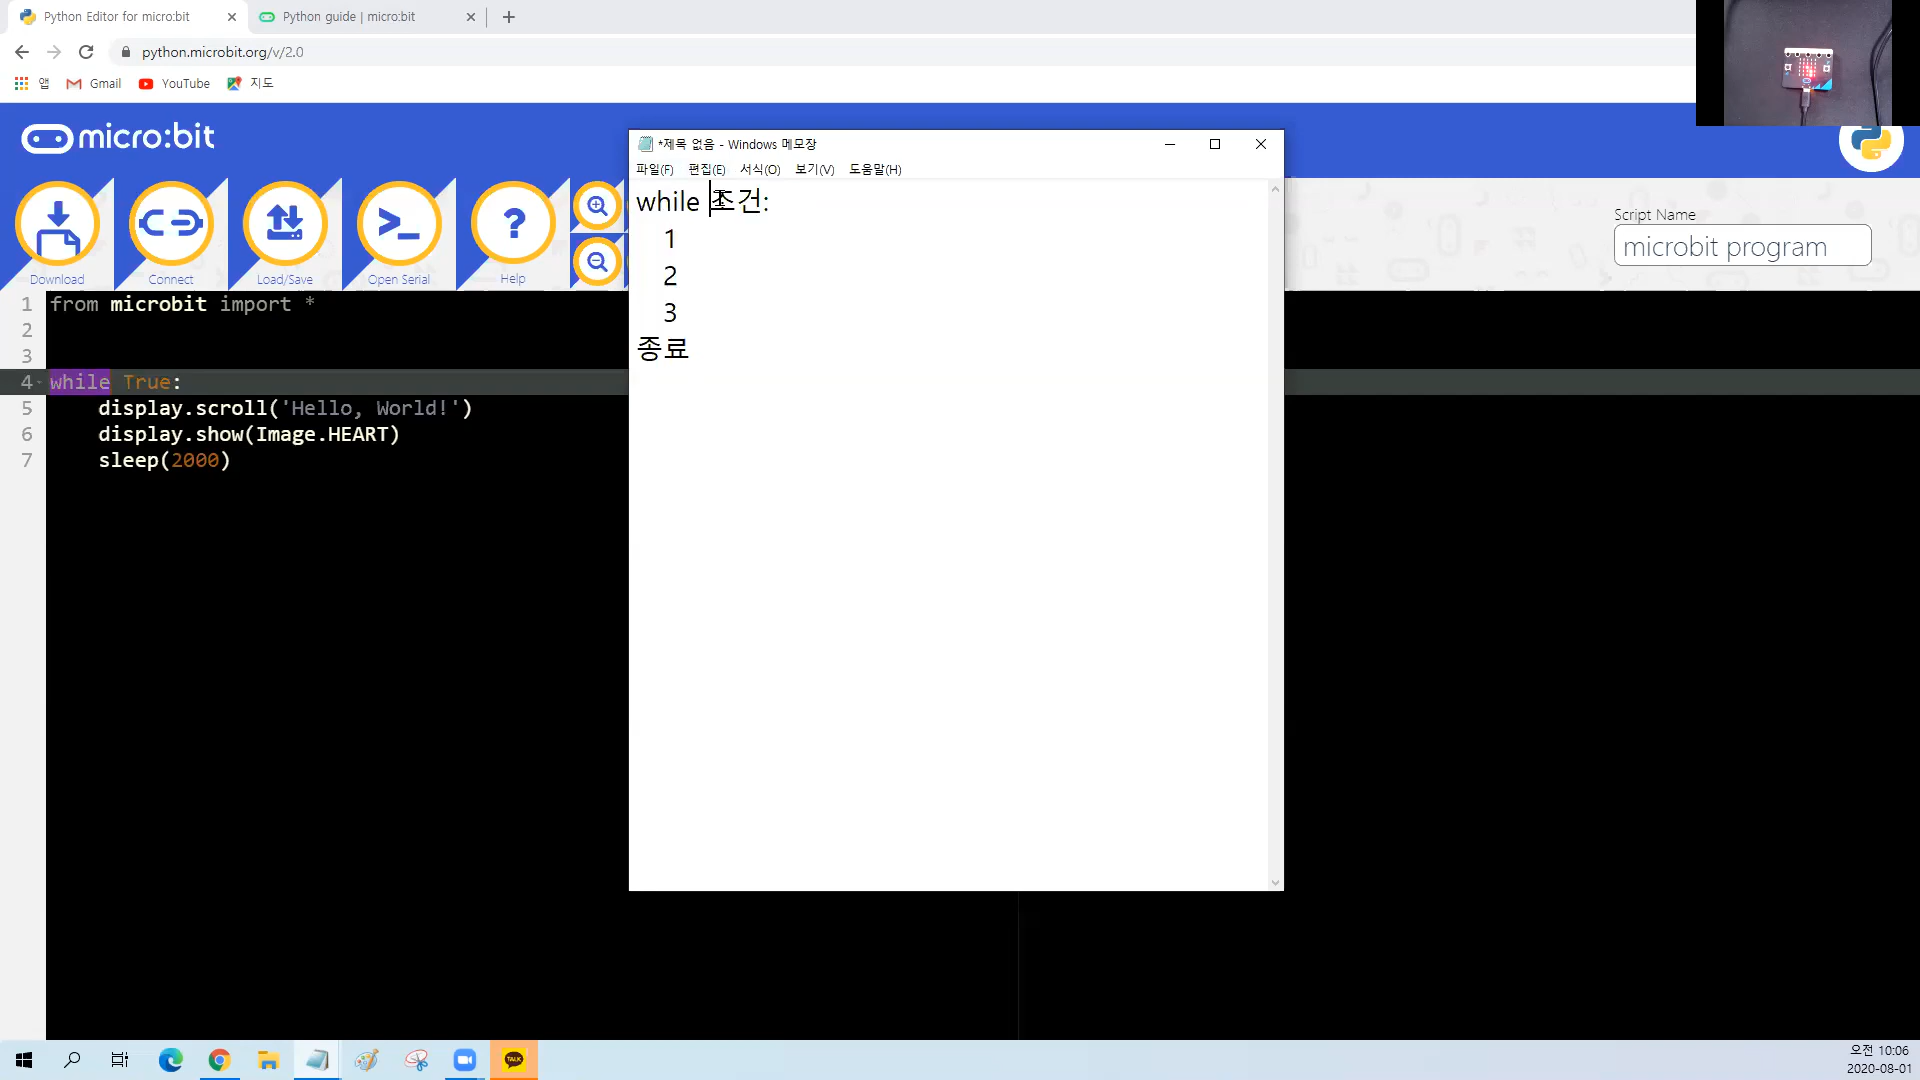 Python Editor for micro:bit
Python guide | micro:bit
python.microbit.org/v/2.0
앱 Gmail YouTube 지도
micro:bit
Download Connect Load/Save Open Serial Help
Script Name
microbit program
1 from microbit import *
2
3
4 while True:
5 display.scroll('Hello, World!')
6 display.show(Image.HEART)
7 sleep(2000)
*제목 없음 - Windows 메모장
파일(F) 편집(E) 서식(O) 보기(V) 도움말(H)
while 조건:
1
2
3
종료
TALK
오전 10:06
2020-08-01